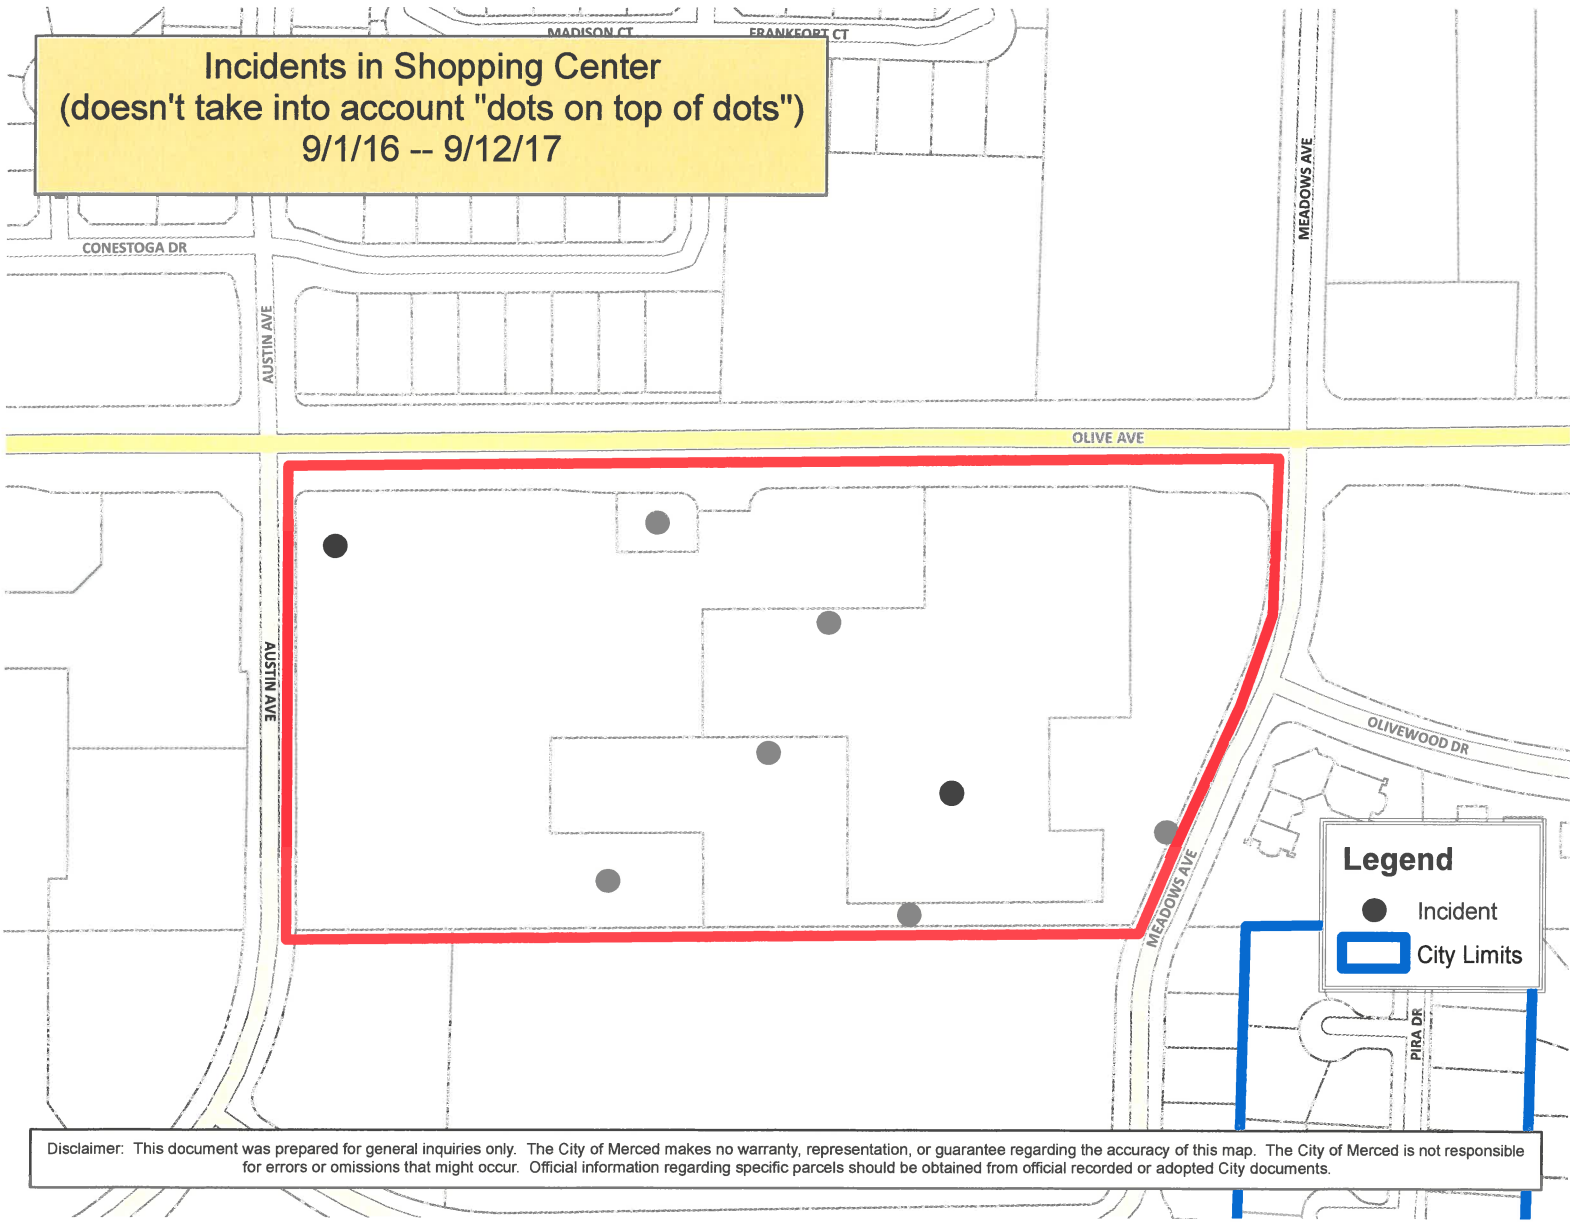 MADISON CT
FRANKFORT CT
Incidents in Shopping Center
(doesn't take into account "dots on top of dots")
9/1/16 -- 9/12/17
MEADOWS AVE
CONESTOGA DR
AUSTIN AVE
OLIVE AVE
AUSTIN AVE
OLIVEWOOD DR
MEADOWS AVE
Legend
Incident
City Limits
PIRA DR
Disclaimer: This document was prepared for general inquiries only. The City of Merced makes no warranty, representation, or guarantee regarding the accuracy of this map. The City of Merced is not responsible
for errors or omissions that might occur. Official information regarding specific parcels should be obtained from official recorded or adopted City documents.